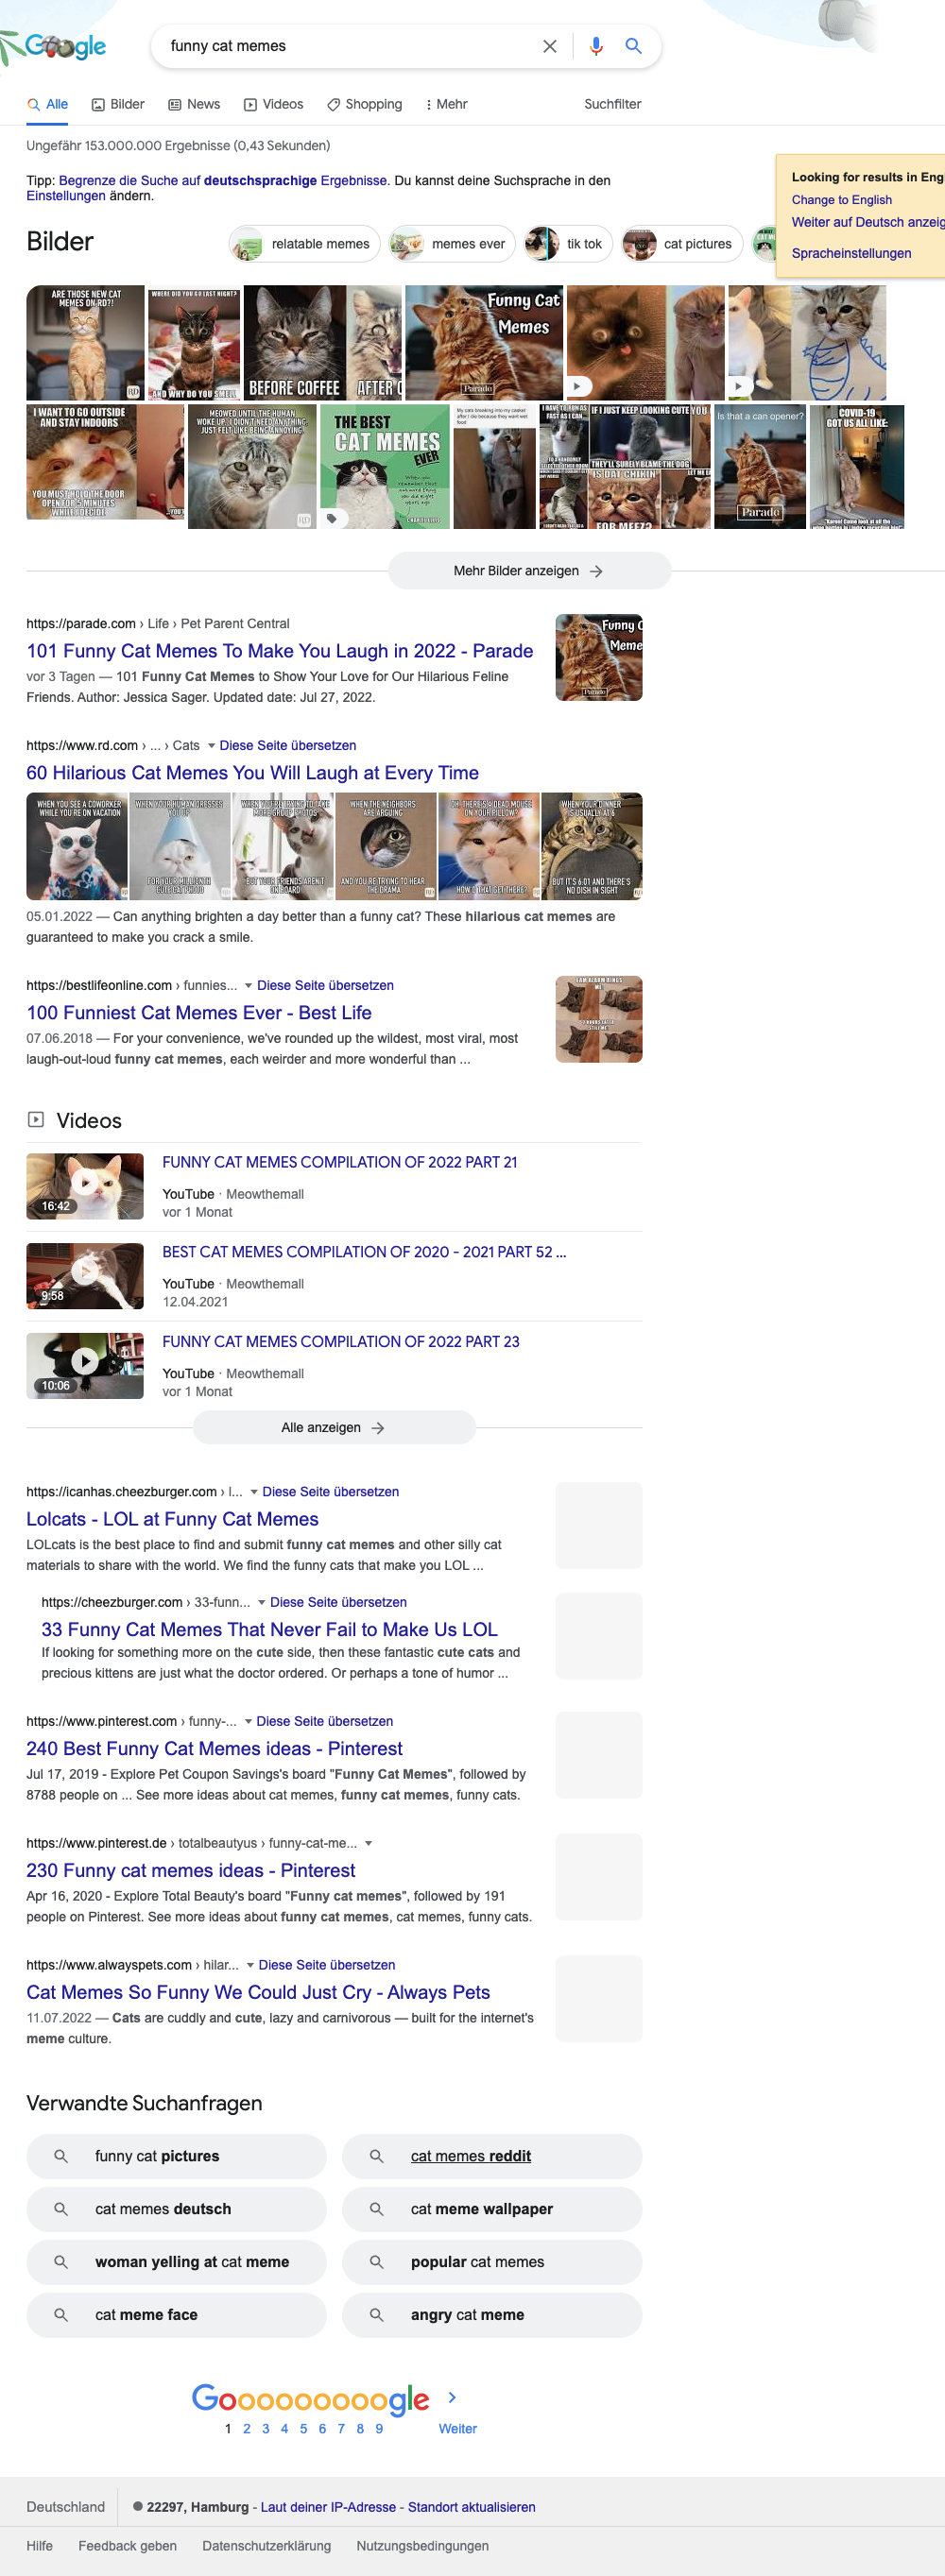 Google
funny cat memes
Alle Bilder News Videos Shopping Mehr Suchfilter
Ungefähr 153.000.000 Ergebnisse (0,43 Sekunden)
Tipp: Begrenze die Suche auf deutschsprachige Ergebnisse. Du kannst deine Suchsprache in den
Einstellungen ändern.
Looking for results in Engl
Change to English
Weiter auf Deutsch anzeig
Spracheinstellungen
Bilder
relatable memes memes ever tik tok cat pictures
ARE THOSE NEW CAT
MEMES ON RD?!
WHERE DID YOU GO LAST NIGHT?
AND WHY DO YOU SMELL
BEFORE COFFEE AFTER C
Funny Cat
Memes
Parade
I WANT TO GO OUTSIDE
AND STAY INDOORS
YOU MUST HOLD THE DOOR
OPEN FOR 5 MINUTES
WHILE I DECIDE
MEOWED UNTIL THE HUMAN
WOKE UP. I DIDN'T NEED ANYTHING.
JUST FELT LIKE BEING ANNOYING
THE BEST
CAT MEMES
EVER
My cats breaking into my casket
after I die because they want wet
food
I HAVE TO RUN AS
FAST AS I CAN
IF I JUST KEEP LOOKING CUTE
THEY'LL SURELY BLAME THE DOG
IS DAT CHIKIN'
FOR MEEZ?
Is that a can opener?
Parade
COVID-19
GOT US ALL LIKE:
Mehr Bilder anzeigen
https://parade.com › Life › Pet Parent Central
101 Funny Cat Memes To Make You Laugh in 2022 - Parade
vor 3 Tagen — 101 Funny Cat Memes to Show Your Love for Our Hilarious Feline
Friends. Author: Jessica Sager. Updated date: Jul 27, 2022.
Funny C
Meme
Parade
https://www.rd.com › ... › Cats Diese Seite übersetzen
60 Hilarious Cat Memes You Will Laugh at Every Time
WHEN YOU SEE A COWORKER
WHILE YOU'RE ON VACATION
WHEN YOUR HUMAN DRESSES
YOU UP
FOR YOUR MILLIONTH
CUTE CAT PHOTO
WHEN YOU'RE TRYING TO TAKE
MORE GROUP PHOTOS
BUT YOUR FRIENDS AREN'T
ON BOARD
WHEN THE NEIGHBORS
ARE ARGUING
AND YOU'RE TRYING TO HEAR
THE DRAMA
OH, THERE'S A DEAD MOUSE
ON YOUR PILLOW?
HOW'D THAT GET THERE?
WHEN YOUR DINNER
IS USUALLY AT 6
BUT IT'S 6:01 AND THERE'S
NO DISH IN SIGHT
05.01.2022 — Can anything brighten a day better than a funny cat? These hilarious cat memes are
guaranteed to make you crack a smile.
https://bestlifeonline.com › funnies... Diese Seite übersetzen
100 Funniest Cat Memes Ever - Best Life
07.06.2018 — For your convenience, we've rounded up the wildest, most viral, most
laugh-out-loud funny cat memes, each weirder and more wonderful than ...
Videos
FUNNY CAT MEMES COMPILATION OF 2022 PART 21
16:42
YouTube · Meowthemall
vor 1 Monat
BEST CAT MEMES COMPILATION OF 2020 - 2021 PART 52 ...
9:58
YouTube · Meowthemall
12.04.2021
FUNNY CAT MEMES COMPILATION OF 2022 PART 23
10:06
YouTube · Meowthemall
vor 1 Monat
Alle anzeigen
https://icanhas.cheezburger.com › l... Diese Seite übersetzen
Lolcats - LOL at Funny Cat Memes
LOLcats is the best place to find and submit funny cat memes and other silly cat
materials to share with the world. We find the funny cats that make you LOL ...
https://cheezburger.com › 33-funn... Diese Seite übersetzen
33 Funny Cat Memes That Never Fail to Make Us LOL
If looking for something more on the cute side, then these fantastic cute cats and
precious kittens are just what the doctor ordered. Or perhaps a tone of humor ...
https://www.pinterest.com › funny-... Diese Seite übersetzen
240 Best Funny Cat Memes ideas - Pinterest
Jul 17, 2019 - Explore Pet Coupon Savings's board "Funny Cat Memes", followed by
8788 people on ... See more ideas about cat memes, funny cat memes, funny cats.
https://www.pinterest.de › totalbeautyus › funny-cat-me...
230 Funny cat memes ideas - Pinterest
Apr 16, 2020 - Explore Total Beauty's board "Funny cat memes", followed by 191
people on Pinterest. See more ideas about funny cat memes, cat memes, funny cats.
https://www.alwayspets.com › hilar... Diese Seite übersetzen
Cat Memes So Funny We Could Just Cry - Always Pets
11.07.2022 — Cats are cuddly and cute, lazy and carnivorous — built for the internet's
meme culture.
Verwandte Suchanfragen
funny cat pictures cat memes reddit
cat memes deutsch cat meme wallpaper
woman yelling at cat meme popular cat memes
cat meme face angry cat meme
Goooooooooogle
1 2 3 4 5 6 7 8 9 Weiter
Deutschland 22297, Hamburg - Laut deiner IP-Adresse - Standort aktualisieren
Hilfe Feedback geben Datenschutzerklärung Nutzungsbedingungen